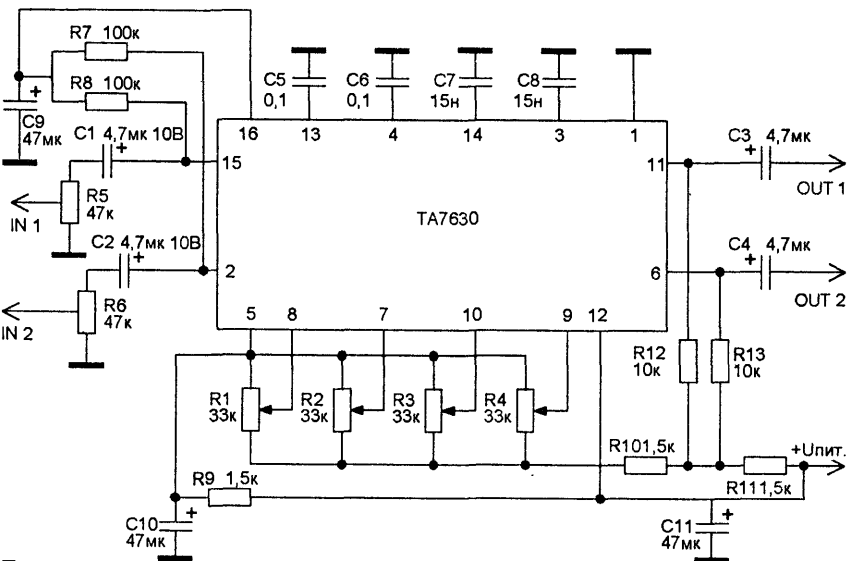 R7 100к
R8 100к
C9
47мк
C1 4,7мк 10В
+
+
R5
47к
IN 1
C2 4,7мк 10В
+
R6
47к
IN 2
C5
0,1
C6
0,1
C7
15н
C8
15н
16
13
4
14
3
1
15
2
11
6
TA7630
5
8
7
10
9
12
C3 4,7мк
+
OUT 1
C4 4,7мк
+
OUT 2
R12
10к
R13
10к
R1
33к
R2
33к
R3
33к
R4
33к
R101,5к
+Uпит.
R111,5к
R9 1,5к
C10
47мк
+
C11
47мк
+